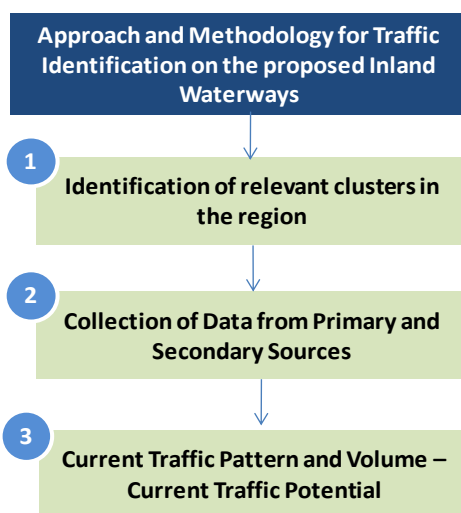 Approach and Methodology for Traffic
Identification on the proposed Inland
Waterways
1
Identification of relevant clusters in
the region
2
Collection of Data from Primary and
Secondary Sources
3
Current Traffic Pattern and Volume –
Current Traffic Potential